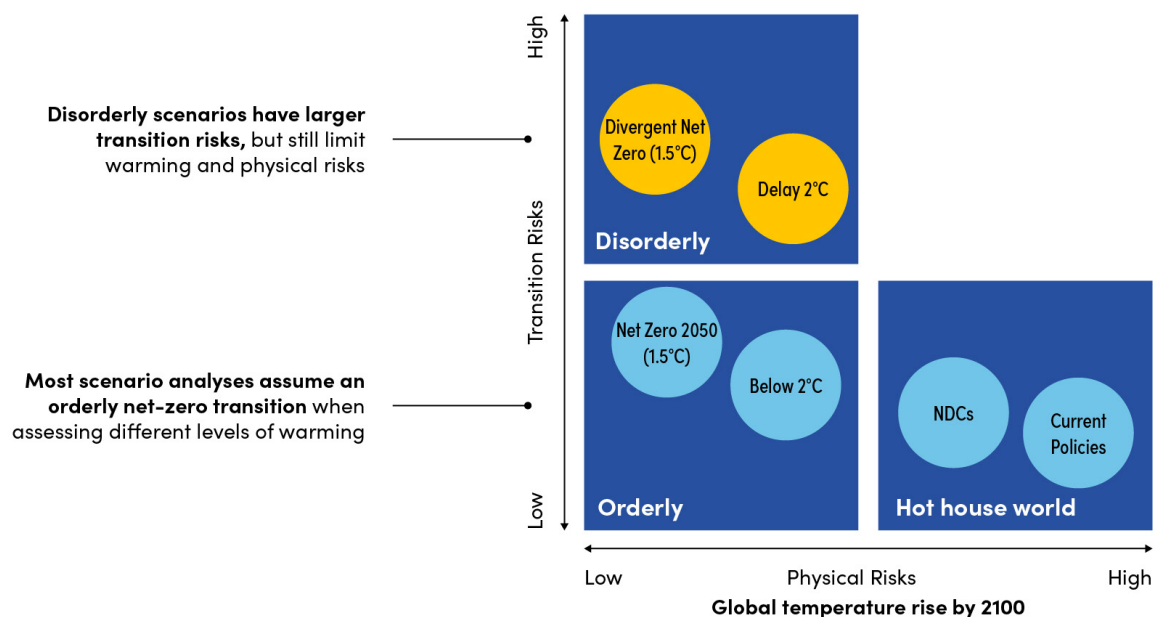 High
Transition Risks
Low
Disorderly scenarios have larger
transition risks, but still limit
warming and physical risks
Most scenario analyses assume an
orderly net-zero transition when
assessing different levels of warming
Divergent Net
Zero (1.5°C)
Delay 2°C
Disorderly
Net Zero 2050
(1.5°C)
Below 2°C
Orderly
NDCs
Current
Policies
Hot house world
Low
Physical Risks
High
Global temperature rise by 2100